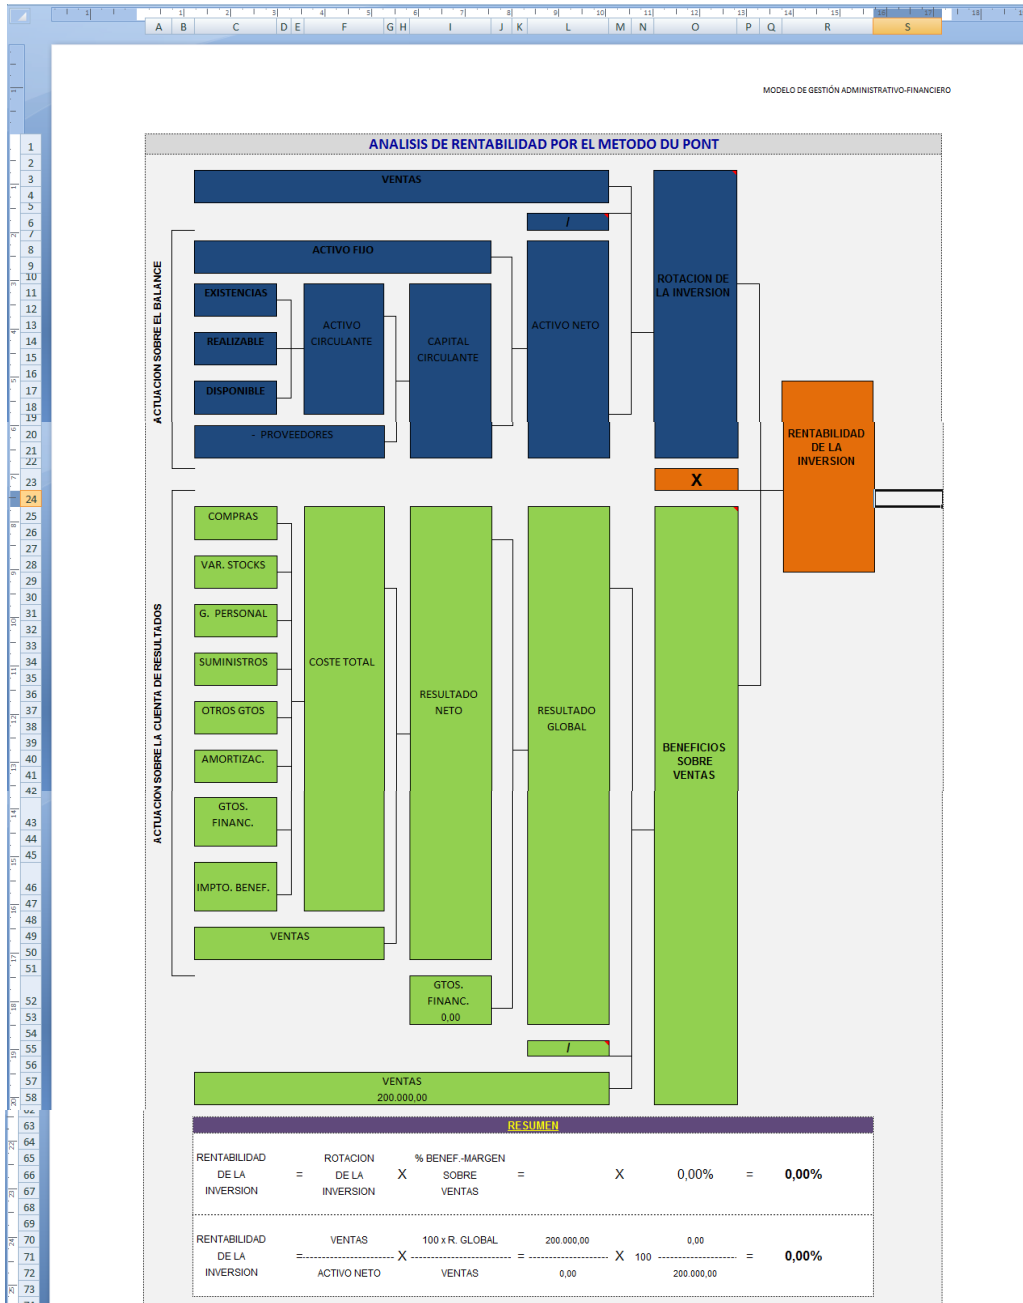 A B C D E F G H I J K L M N O P Q R S
MODELO DE GESTIÓN ADMINISTRATIVO-FINANCIERO
ANALISIS DE RENTABILIDAD POR EL METODO DU PONT
VENTAS
/
ACTUACION SOBRE EL BALANCE
ACTIVO FIJO
EXISTENCIAS
REALIZABLE
DISPONIBLE
ACTIVO
CIRCULANTE
CAPITAL
CIRCULANTE
ACTIVO NETO
ROTACION DE
LA INVERSION
- PROVEEDORES
X
RENTABILIDAD
DE LA
INVERSION
ACTUACION SOBRE LA CUENTA DE RESULTADOS
COMPRAS
VAR. STOCKS
G. PERSONAL
SUMINISTROS
OTROS GTOS
AMORTIZAC.
GTOS.
FINANC.
IMPTO. BENEF.
COSTE TOTAL
RESULTADO
NETO
RESULTADO
GLOBAL
BENEFICIOS
SOBRE
VENTAS
VENTAS
GTOS.
FINANC.
0,00
/
VENTAS
200.000,00
RESUMEN
RENTABILIDAD ROTACION % BENEF.-MARGEN
DE LA = DE LA X SOBRE = X 0,00% = 0,00%
INVERSION INVERSION VENTAS
RENTABILIDAD VENTAS 100 x R. GLOBAL 200.000,00 0,00
DE LA =---------------------- X ------------------------ = ------------------- X 100 ------------------- = 0,00%
INVERSION ACTIVO NETO VENTAS 0,00 200.000,00